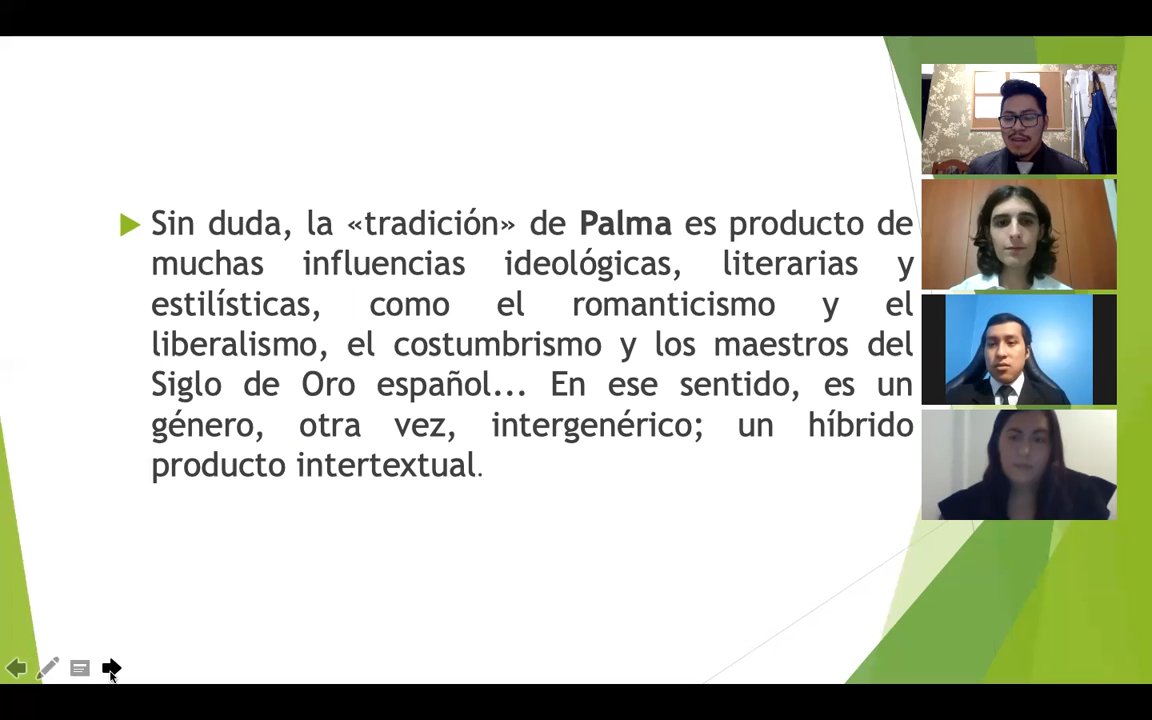 Sin duda, la «tradición» de Palma es producto de
muchas influencias ideológicas, literarias y
estilísticas, como el romanticismo y el
liberalismo, el costumbrismo y los maestros del
Siglo de Oro español... En ese sentido, es un
género, otra vez, intergenérico; un híbrido
producto intertextual.